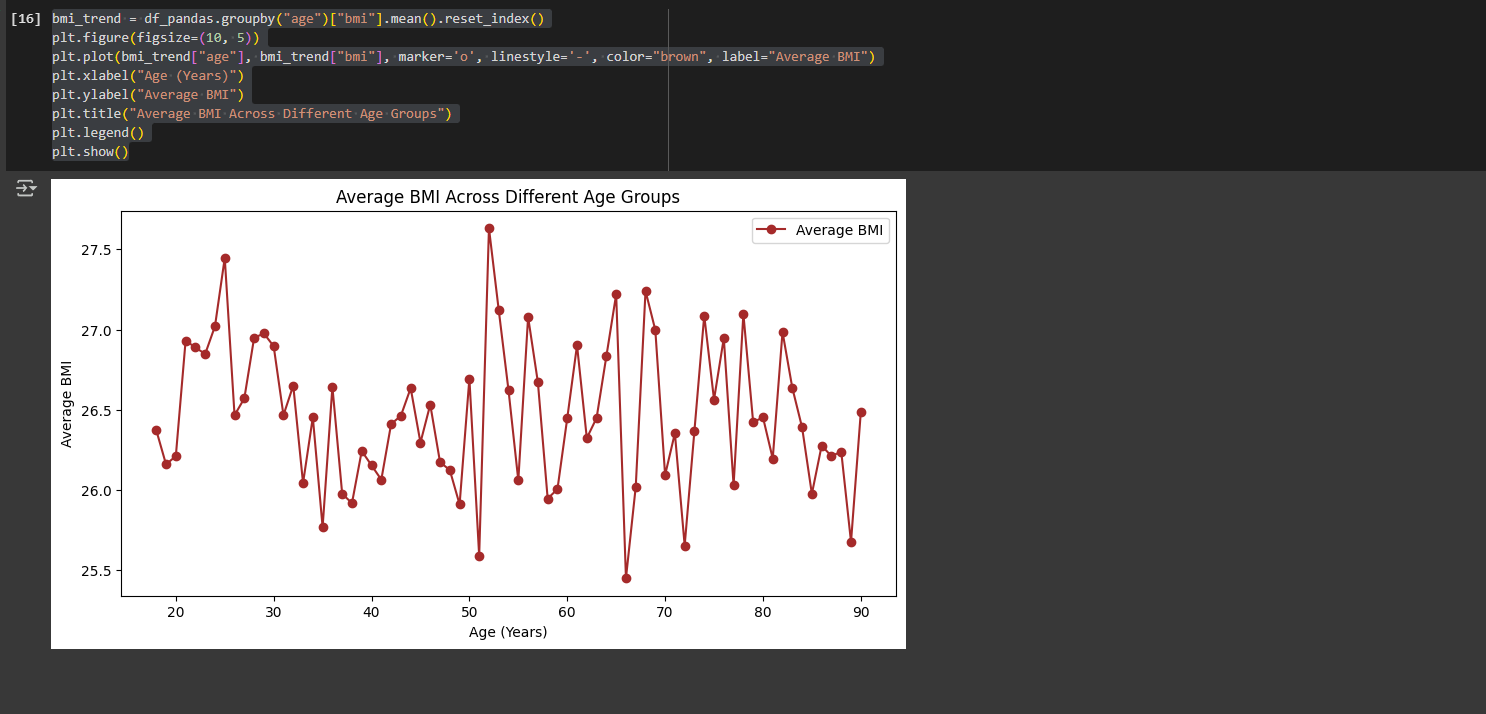 [16] bmi_trend = df_pandas.groupby("age")["bmi"].mean().reset_index()
plt.figure(figsize=(10, 5))
plt.plot(bmi_trend["age"], bmi_trend["bmi"], marker='o', linestyle='-', color="brown", label="Average BMI")
plt.xlabel("Age (Years)")
plt.ylabel("Average BMI")
plt.title("Average BMI Across Different Age Groups")
plt.legend()
plt.show()
Average BMI Across Different Age Groups
Average BMI
27.5
27.0
26.5
26.0
25.5
Average BMI
20 30 40 50 60 70 80 90
Age (Years)